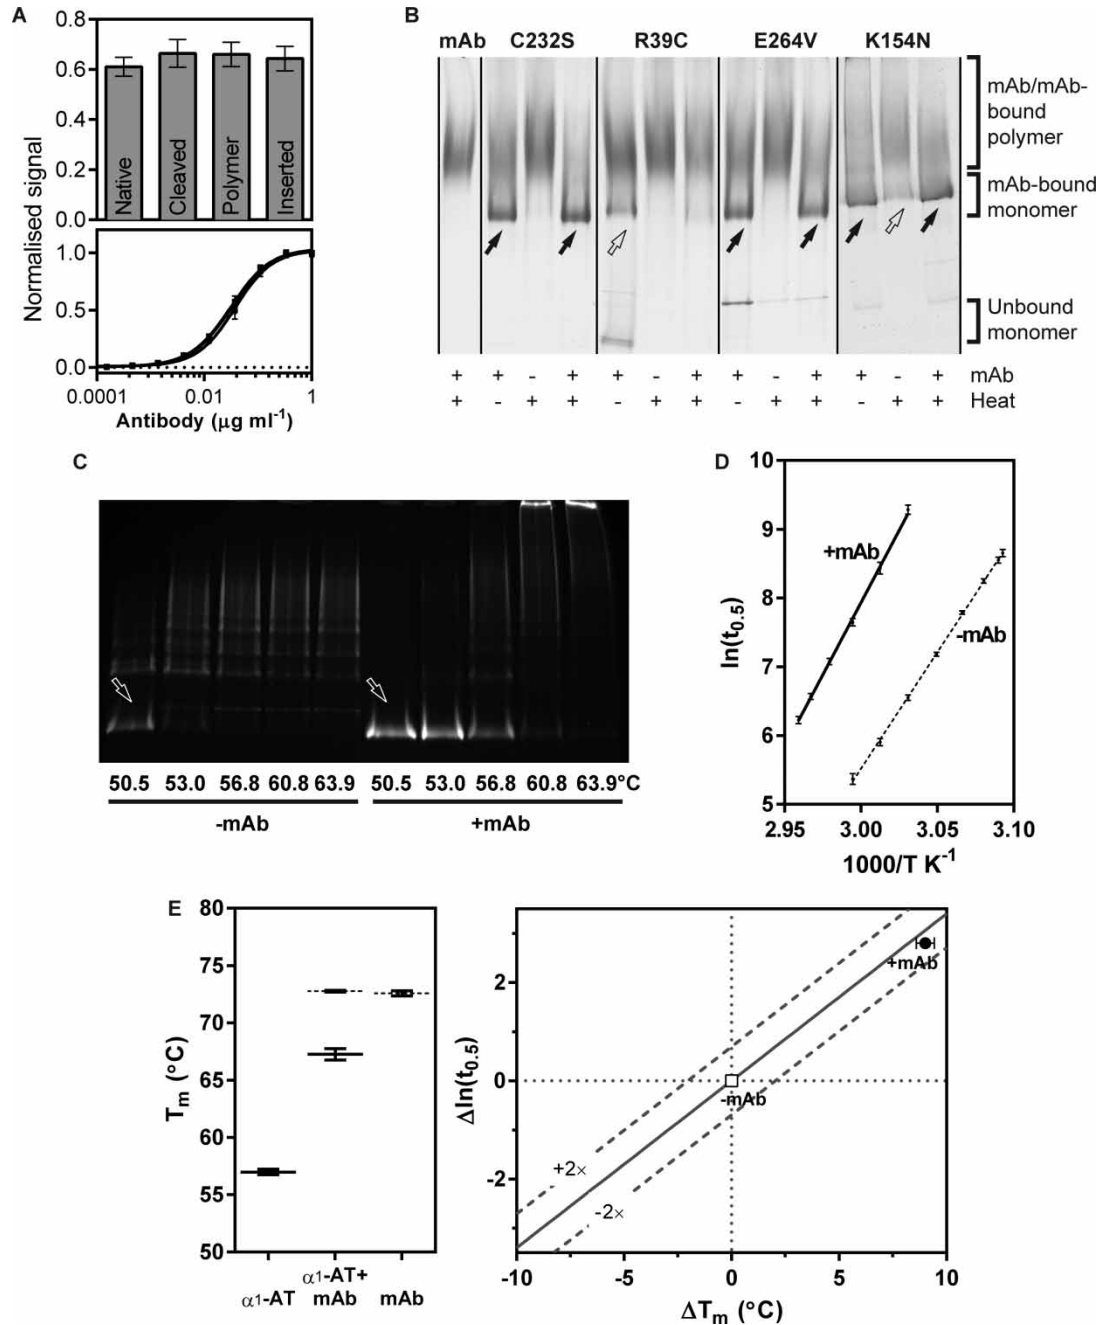 A
Normalised signal
0.8
0.6
0.4
0.2
0.0
Native
Cleaved
Polymer
Inserted
1.0
0.5
0.0
0.0001 0.01 1
Antibody (µg ml⁻¹)
B
mAb C232S R39C E264V K154N
mAb/mAb-
bound
polymer
mAb-bound
monomer
Unbound
monomer
+ + - + + - + + - + + - + mAb
+ - + + - + + - + + - + + Heat
C
50.5 53.0 56.8 60.8 63.9 50.5 53.0 56.8 60.8 63.9°C
-mAb +mAb
D
ln(t0.5)
10
9
8
7
6
5
+mAb
-mAb
2.95 3.00 3.05 3.10
1000/T K⁻¹
E
Tm (°C)
80
75
70
65
60
55
50
α1-AT α1-AT+
mAb mAb
Δln(t0.5)
2
0
-2
+mAb
-mAb
+2×
-2×
-10 -5 0 5 10
ΔTm (°C)